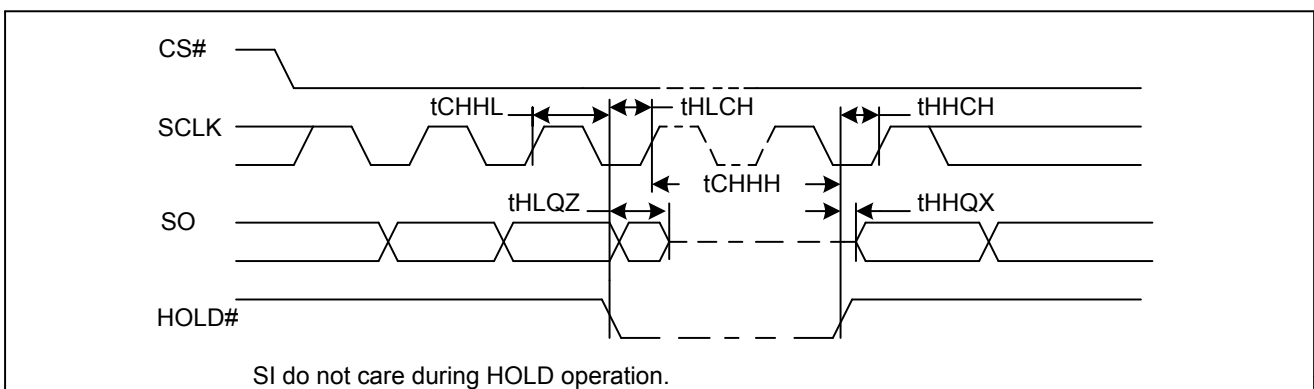 CS#
tCHHL tHLCH tHHCH
SCLK
tCHHH
tHLQZ tHHQX
SO
HOLD#
SI do not care during HOLD operation.